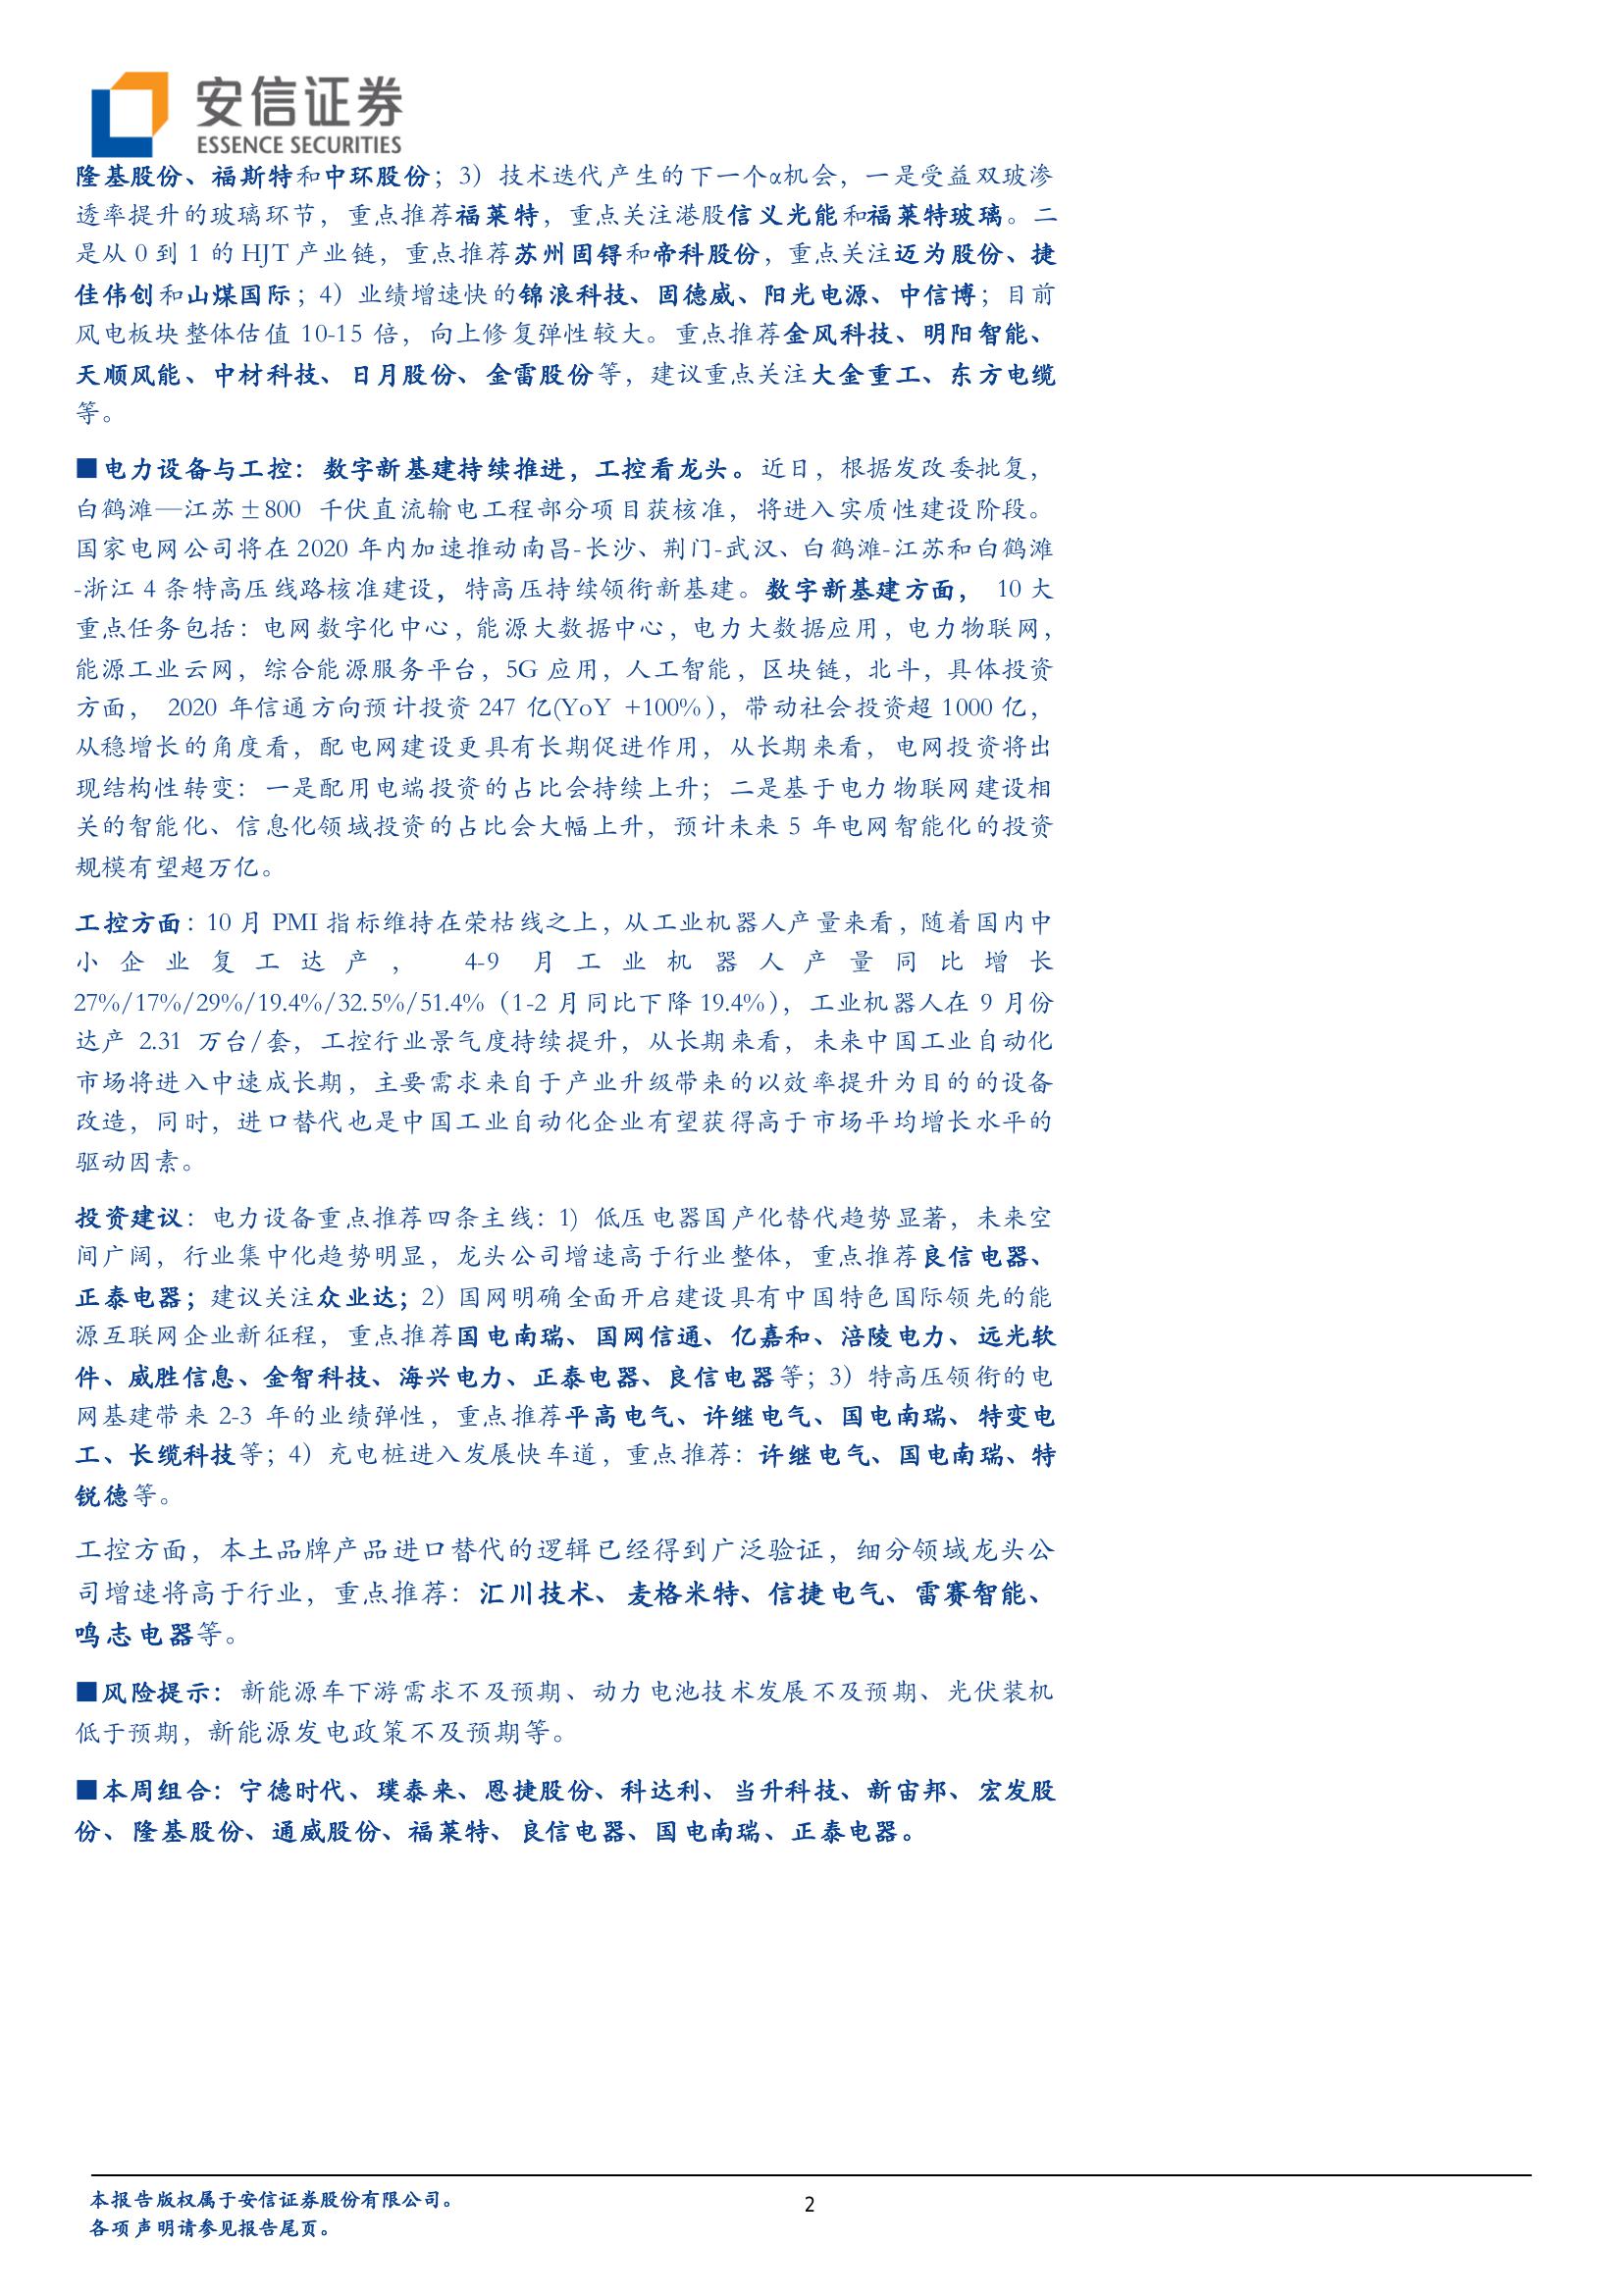 安信证券
ESSENCE SECURITIES
隆基股份、福斯特和中环股份；3）技术迭代产生的下一个α机会，一是受益双玻渗
透率提升的玻璃环节，重点推荐福莱特，重点关注港股信义光能和福莱特玻璃。二
是从 0 到 1 的 HJT 产业链，重点推荐苏州固锝和帝科股份，重点关注迈为股份、捷
佳伟创和山煤国际；4）业绩增速快的锦浪科技、固德威、阳光电源、中信博；目前
风电板块整体估值 10-15 倍，向上修复弹性较大。重点推荐金风科技、明阳智能、
天顺风能、中材科技、日月股份、金雷股份等，建议重点关注大金重工、东方电缆
等。
■电力设备与工控：数字新基建持续推进，工控看龙头。近日，根据发改委批复，
白鹤滩—江苏±800 千伏直流输电工程部分项目获核准，将进入实质性建设阶段。
国家电网公司将在 2020 年内加速推动南昌-长沙、荆门-武汉、白鹤滩-江苏和白鹤滩
-浙江 4 条特高压线路核准建设，特高压持续领衔新基建。数字新基建方面， 10 大
重点任务包括：电网数字化中心，能源大数据中心，电力大数据应用，电力物联网，
能源工业云网，综合能源服务平台，5G 应用，人工智能，区块链，北斗，具体投资
方面， 2020 年信通方向预计投资 247 亿(YoY +100%)，带动社会投资超 1000 亿，
从稳增长的角度看，配电网建设更具有长期促进作用，从长期来看，电网投资将出
现结构性转变：一是配用电端投资的占比会持续上升；二是基于电力物联网建设相
关的智能化、信息化领域投资的占比会大幅上升，预计未来 5 年电网智能化的投资
规模有望超万亿。
工控方面：10 月 PMI 指标维持在荣枯线之上，从工业机器人产量来看，随着国内中
小企业复工达产， 4-9 月工业机器人产量同比增长
27%/17%/29%/19.4%/32.5%/51.4%（1-2 月同比下降 19.4%），工业机器人在 9 月份
达产 2.31 万台/套，工控行业景气度持续提升，从长期来看，未来中国工业自动化
市场将进入中速成长期，主要需求来自于产业升级带来的以效率提升为目的的设备
改造，同时，进口替代也是中国工业自动化企业有望获得高于市场平均增长水平的
驱动因素。
投资建议：电力设备重点推荐四条主线：1）低压电器国产化替代趋势显著，未来空
间广阔，行业集中化趋势明显，龙头公司增速高于行业整体，重点推荐良信电器、
正泰电器；建议关注众业达；2）国网明确全面开启建设具有中国特色国际领先的能
源互联网企业新征程，重点推荐国电南瑞、国网信通、亿嘉和、涪陵电力、远光软
件、威胜信息、金智科技、海兴电力、正泰电器、良信电器等；3）特高压领衔的电
网基建带来 2-3 年的业绩弹性，重点推荐平高电气、许继电气、国电南瑞、特变电
工、长缆科技等；4）充电桩进入发展快车道，重点推荐：许继电气、国电南瑞、特
锐德等。
工控方面，本土品牌产品进口替代的逻辑已经得到广泛验证，细分领域龙头公
司增速将高于行业，重点推荐：汇川技术、麦格米特、信捷电气、雷赛智能、
鸣志电器等。
■风险提示：新能源车下游需求不及预期、动力电池技术发展不及预期、光伏装机
低于预期，新能源发电政策不及预期等。
■本周组合：宁德时代、璞泰来、恩捷股份、科达利、当升科技、新宙邦、宏发股
份、隆基股份、通威股份、福莱特、良信电器、国电南瑞、正泰电器。
本报告版权属于安信证券股份有限公司。
2
各项声明请参见报告尾页。